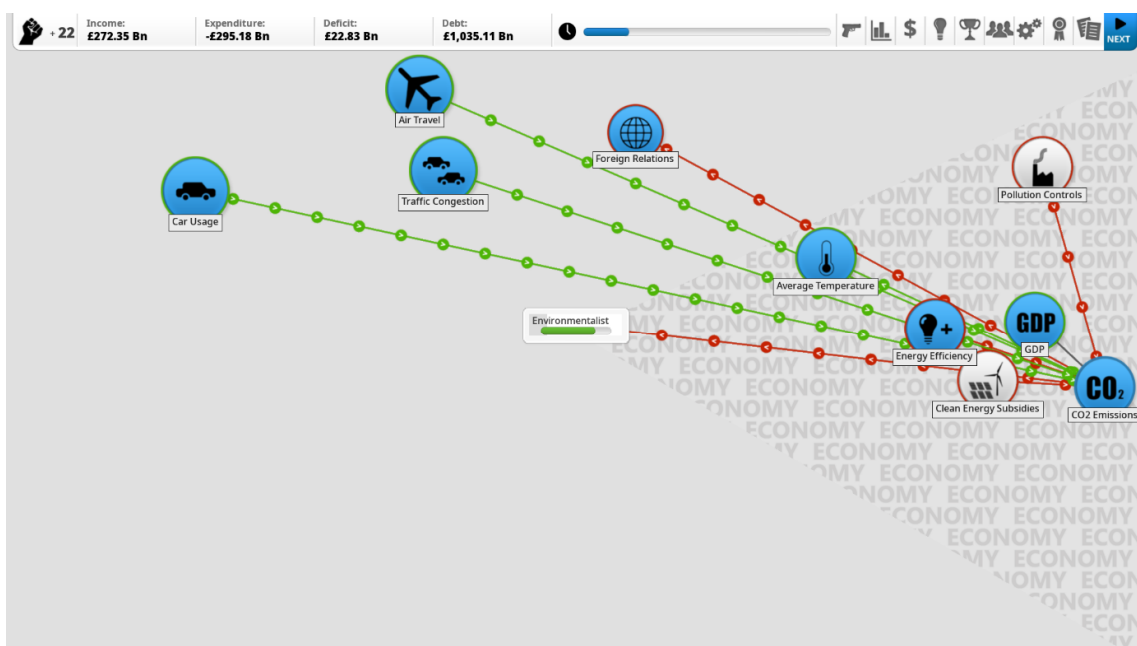 Income:
Expenditure:
Deficit:
Debt:
+ 22
£272.35 Bn
-£295.18 Bn
£22.83 Bn
£1,035.11 Bn
$
NEXT
Air Travel
Foreign Relations
Traffic Congestion
Pollution Controls
Car Usage
Average Temperature
Environmentalist
GDP
GDP
Energy Efficiency
CO2
Clean Energy Subsidies
CO2 Emissions
ECONOMY ECONOMY ECONOMY